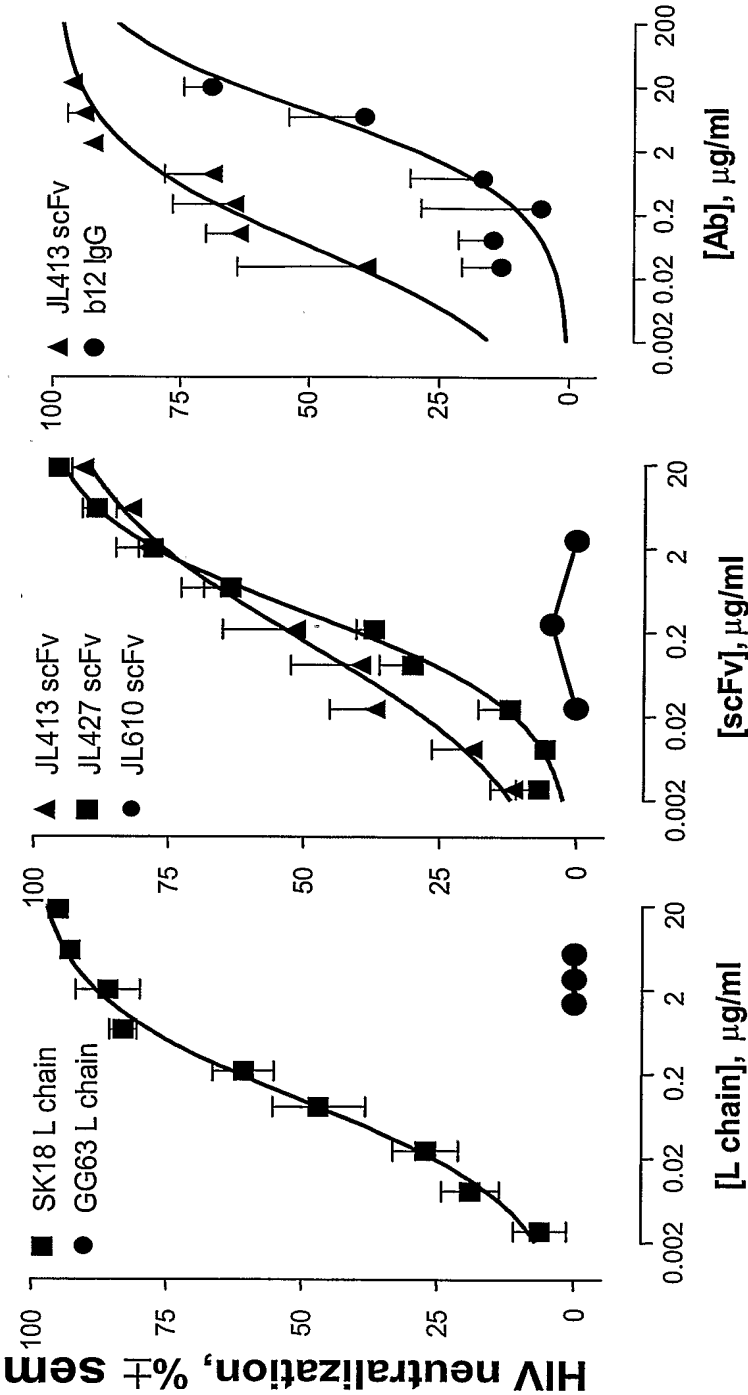 HIV neutralization, %± sem
100
75
50
25
0
SK18 L chain
GG63 L chain
0.002 0.02 0.2 2 20
[L chain], μg/ml
100
75
50
25
0
JL413 scFv
JL427 scFv
JL610 scFv
0.002 0.02 0.2 2 20
[scFv], μg/ml
100
75
50
25
0
JL413 scFv
b12 IgG
0.002 0.02 0.2 2 20 200
[Ab], μg/ml